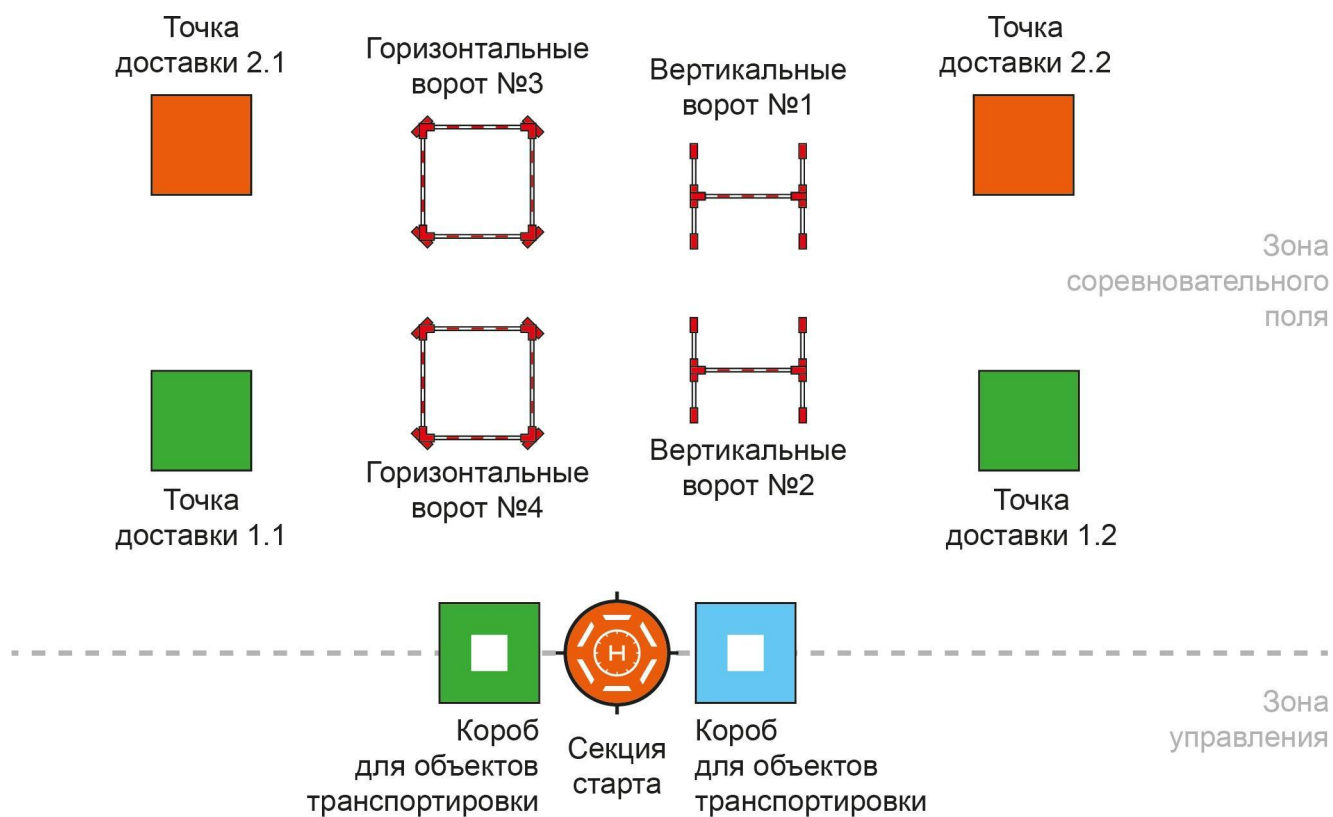 Точка
доставки 2.1
Горизонтальные
ворот №3
Вертикальные
ворот №1
Точка
доставки 2.2
Зона
соревновательного
поля
Горизонтальные
ворот №4
Вертикальные
ворот №2
Точка
доставки 1.1
Точка
доставки 1.2
H
Короб
для объектов
транспортировки
Секция
старта
Короб
для объектов
транспортировки
Зона
управления